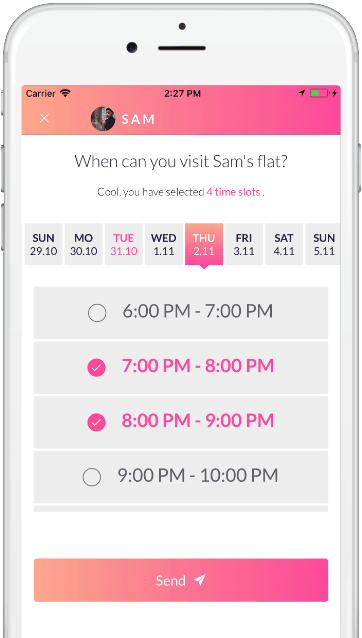 Carrier 2:27 PM
SAM
When can you visit Sam's flat?
Cool, you have selected 4 time slots .
SUN MO TUE WED THU FRI SAT SUN
29.10 30.10 31.10 1.11 2.11 3.11 4.11 5.11
6:00 PM - 7:00 PM
7:00 PM - 8:00 PM
8:00 PM - 9:00 PM
9:00 PM - 10:00 PM
Send